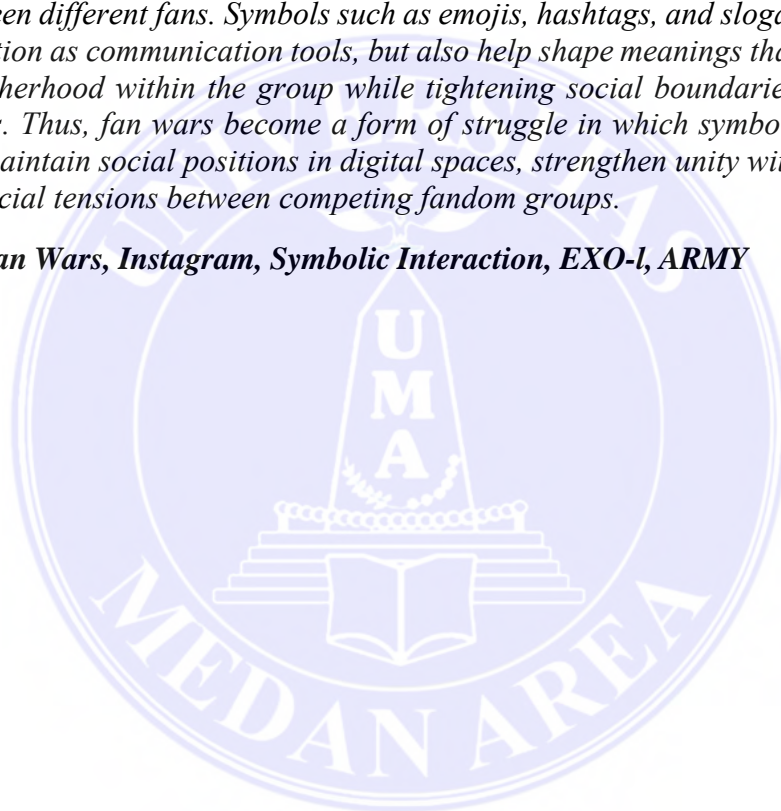 een different fans. Symbols such as emojis, hashtags, and sloga
tion as communication tools, but also help shape meanings tha
herhood within the group while tightening social boundarie
. Thus, fan wars become a form of struggle in which symbo
aintain social positions in digital spaces, strengthen unity wi
cial tensions between competing fandom groups.
an Wars, Instagram, Symbolic Interaction, EXO-l, ARMY
UNIVERSITAS
U
M
A
MEDAN AREA